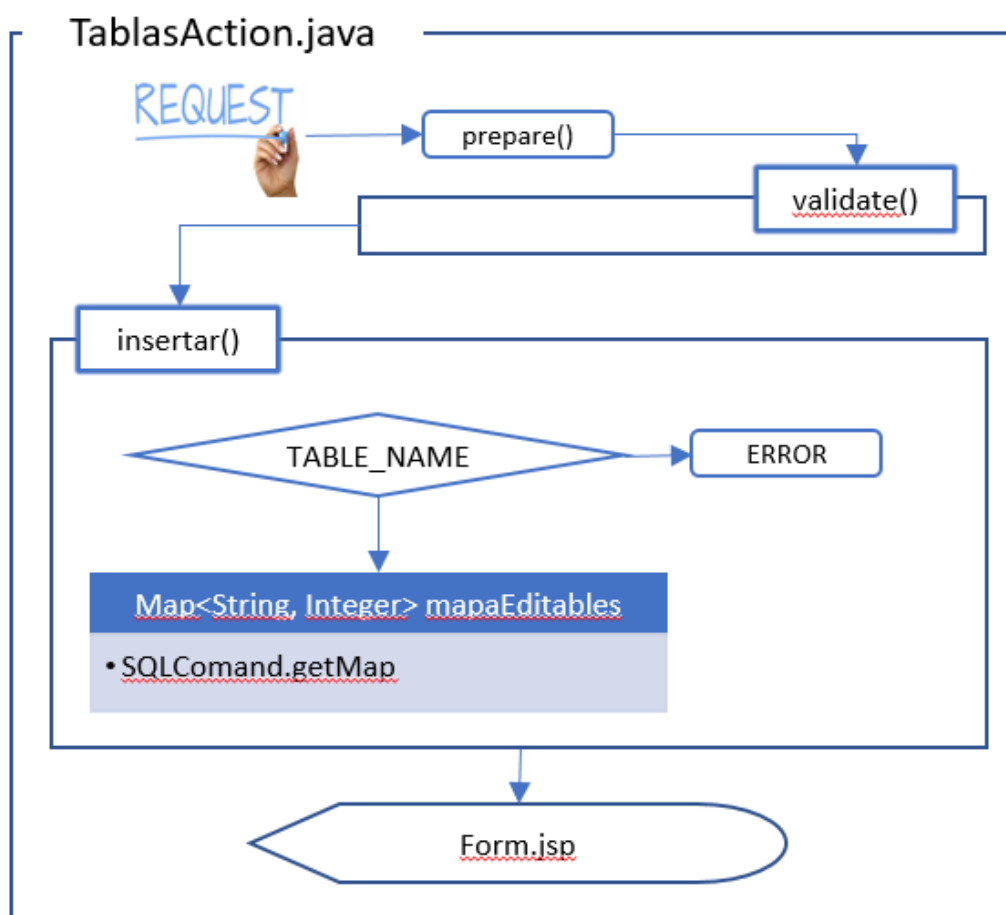 TablasAction.java
REQUEST
prepare()
validate()
insertar()
TABLE_NAME
ERROR
Map<String, Integer> mapaEditables
• SQLComand.getMap
Form.jsp